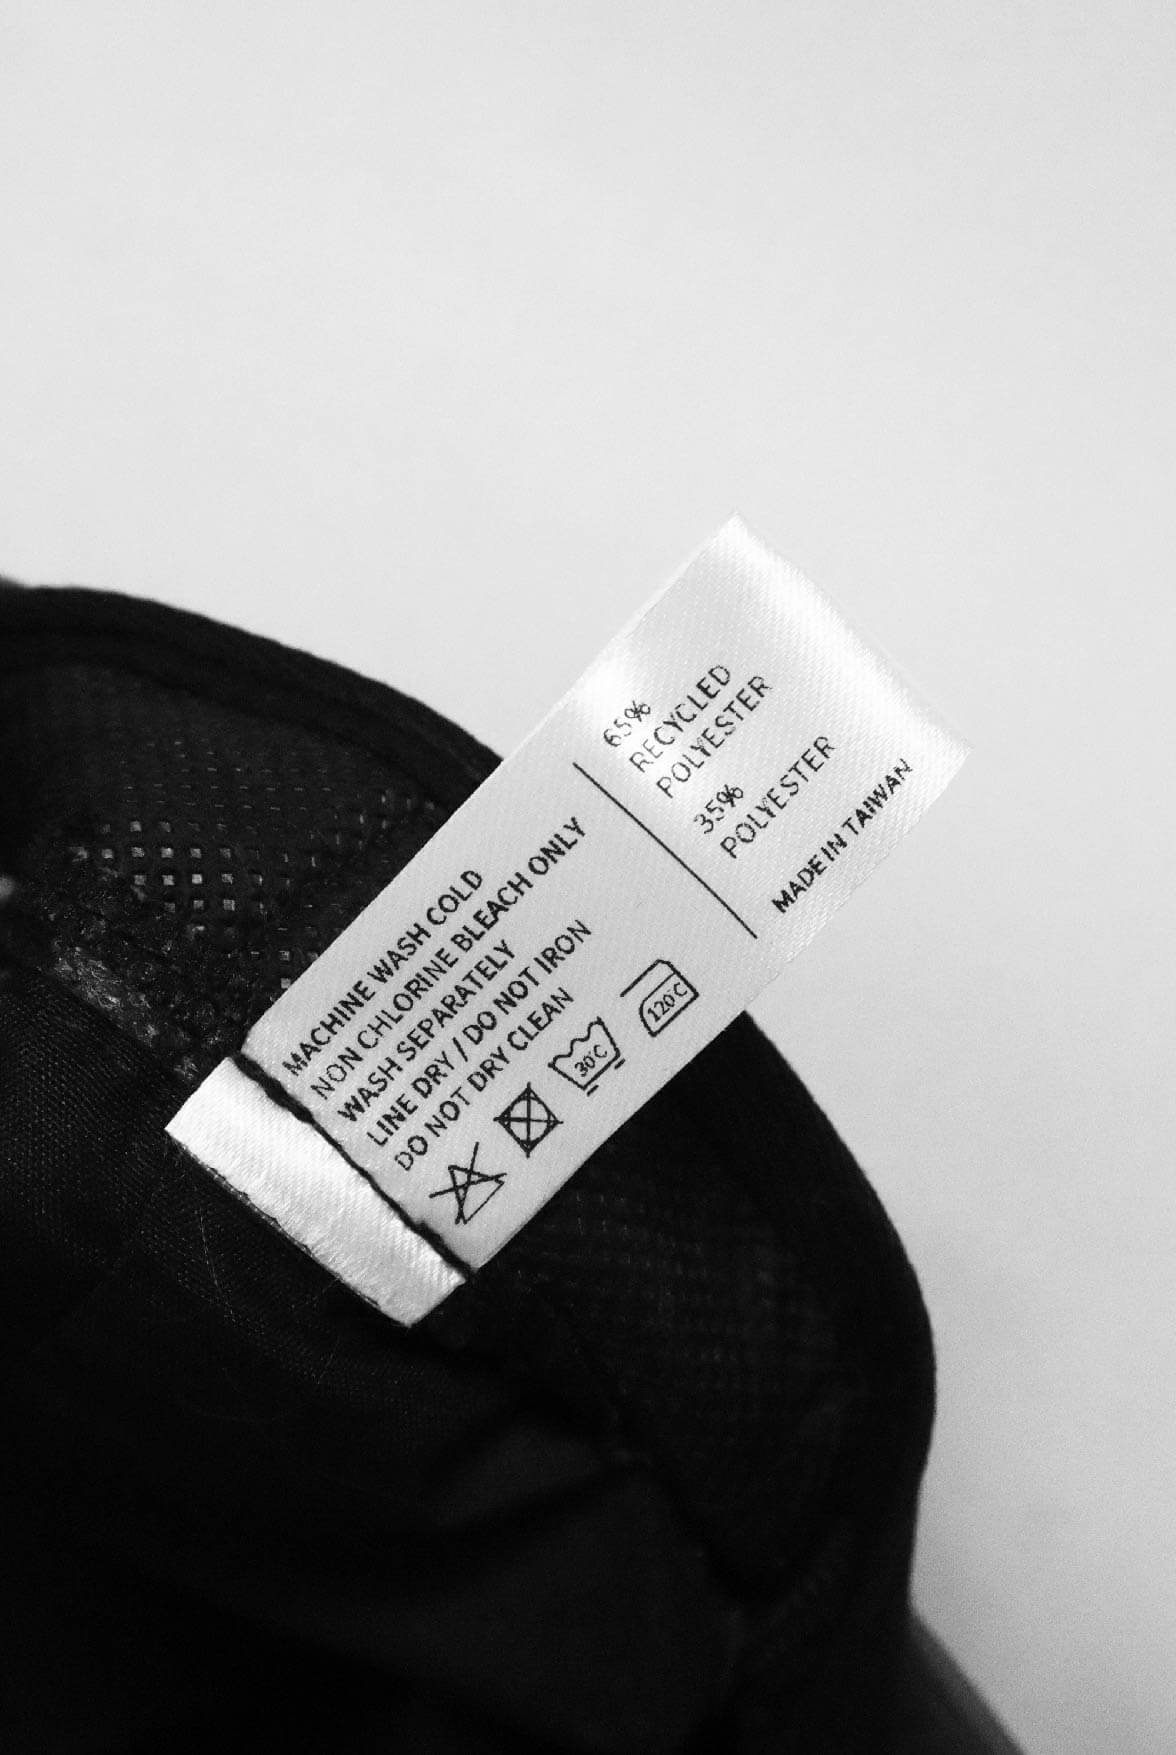 65%
RECYCLED
POLYESTER
35%
POLYESTER
MADE IN TAIWAN
MACHINE WASH COLD
NON CHLORINE BLEACH ONLY
WASH SEPARATELY
LINE DRY / DO NOT IRON
DO NOT DRY CLEAN
30°C
120°C